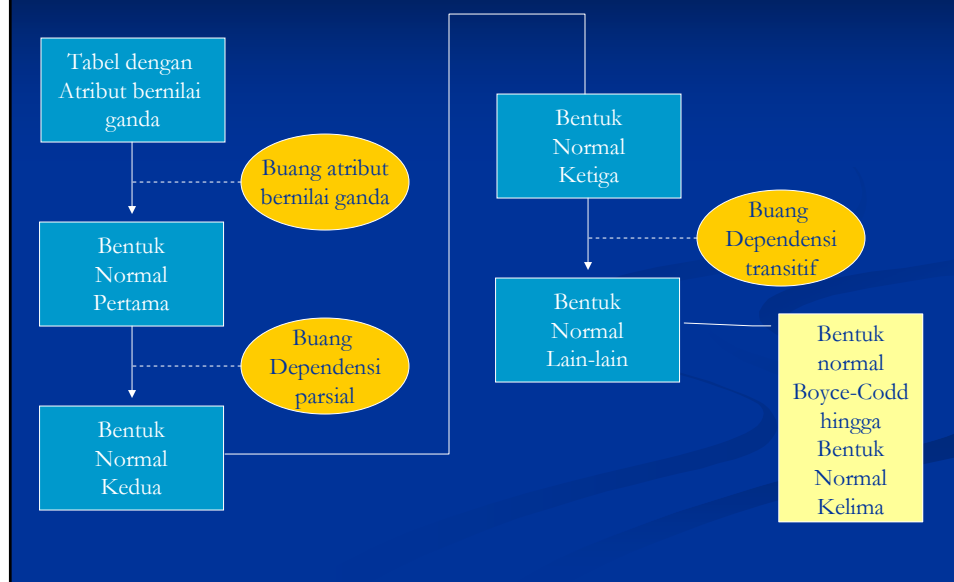 Tabel dengan
Atribut bernilai
ganda
Buang atribut
bernilai ganda
Bentuk
Normal
Pertama
Buang
Dependensi
parsial
Bentuk
Normal
Kedua
Bentuk
Normal
Ketiga
Buang
Dependensi
transitif
Bentuk
Normal
Lain-lain
Bentuk
normal
Boyce-Codd
hingga
Bentuk
Normal
Kelima